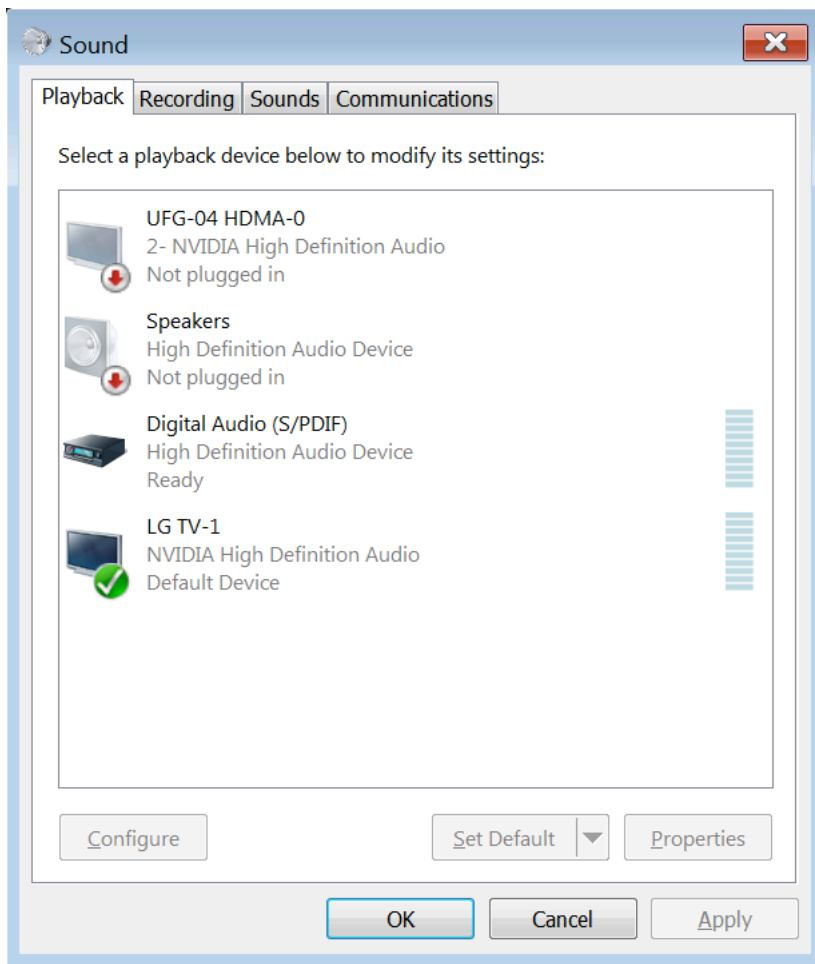 Sound
Playback Recording Sounds Communications
Select a playback device below to modify its settings:
UFG-04 HDMA-0
2- NVIDIA High Definition Audio
Not plugged in
Speakers
High Definition Audio Device
Not plugged in
Digital Audio (S/PDIF)
High Definition Audio Device
Ready
LG TV-1
NVIDIA High Definition Audio
Default Device
Configure Set Default Properties
OK Cancel Apply